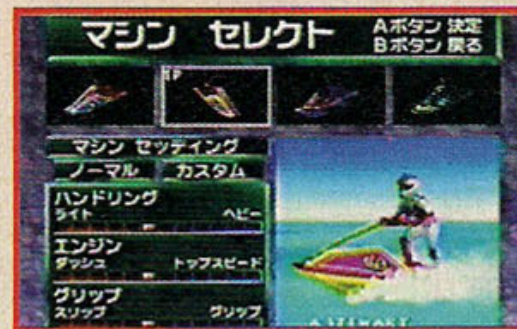 マシン セレクト
Aボタン 決定
Bボタン 戻る
1P
マシン セッティング
ノーマル カスタム
ハンドリング
ライト ヘビー
エンジン
ダッシュ トップスピード
グリップ
スリップ グリップ
A.STEWART